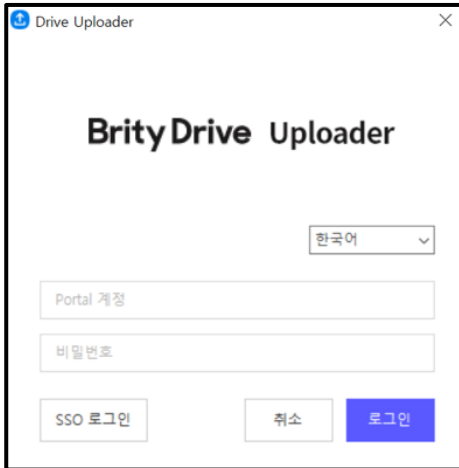 Drive Uploader
Brity Drive Uploader
한국어
Portal 계정
비밀번호
SSO 로그인 취소 로그인